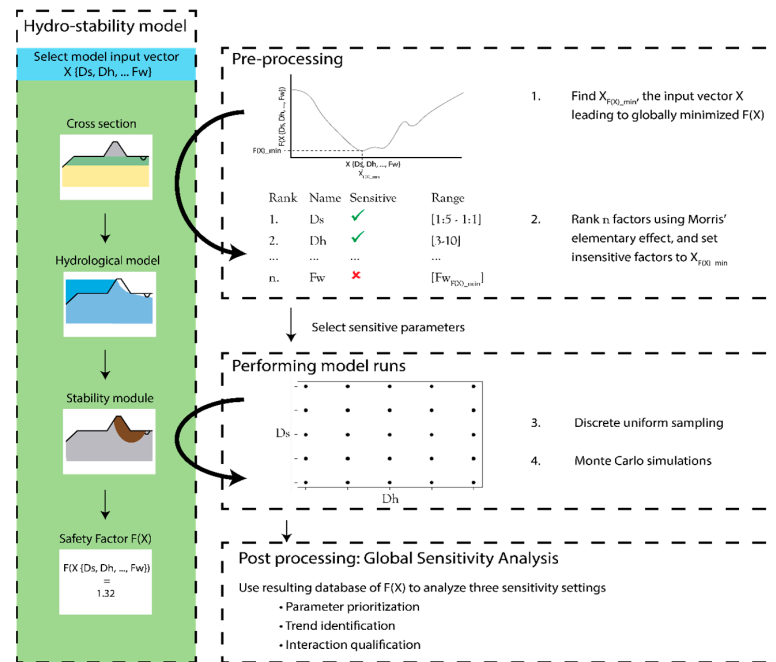 Hydro-stability model
Select model input vector
X {Ds, Dh, ... Fw}
Cross section
Hydrological model
Stability module
Safety Factor F(X)
F(X {Ds, Dh, ..., Fw})
=
1.32
Pre-processing
F(X {Ds, Dh, ..., Fw})
F(X)_min
X {Ds, Dh, ..., Fw}
X F(X)_min
1. Find X F(X)_min, the input vector X
leading to globally minimized F(X)
Rank Name Sensitive Range
1. Ds ✓ [1:5 - 1:1]
2. Dh ✓ [3-10]
... ... ... ...
n. Fw ✘ [Fw F(X)_min]
2. Rank n factors using Morris'
elementary effect, and set
insensitive factors to X F(X)_min
Select sensitive parameters
Performing model runs
Ds
Dh
3. Discrete uniform sampling
4. Monte Carlo simulations
Post processing: Global Sensitivity Analysis
Use resulting database of F(X) to analyze three sensitivity settings
• Parameter prioritization
• Trend identification
• Interaction qualification